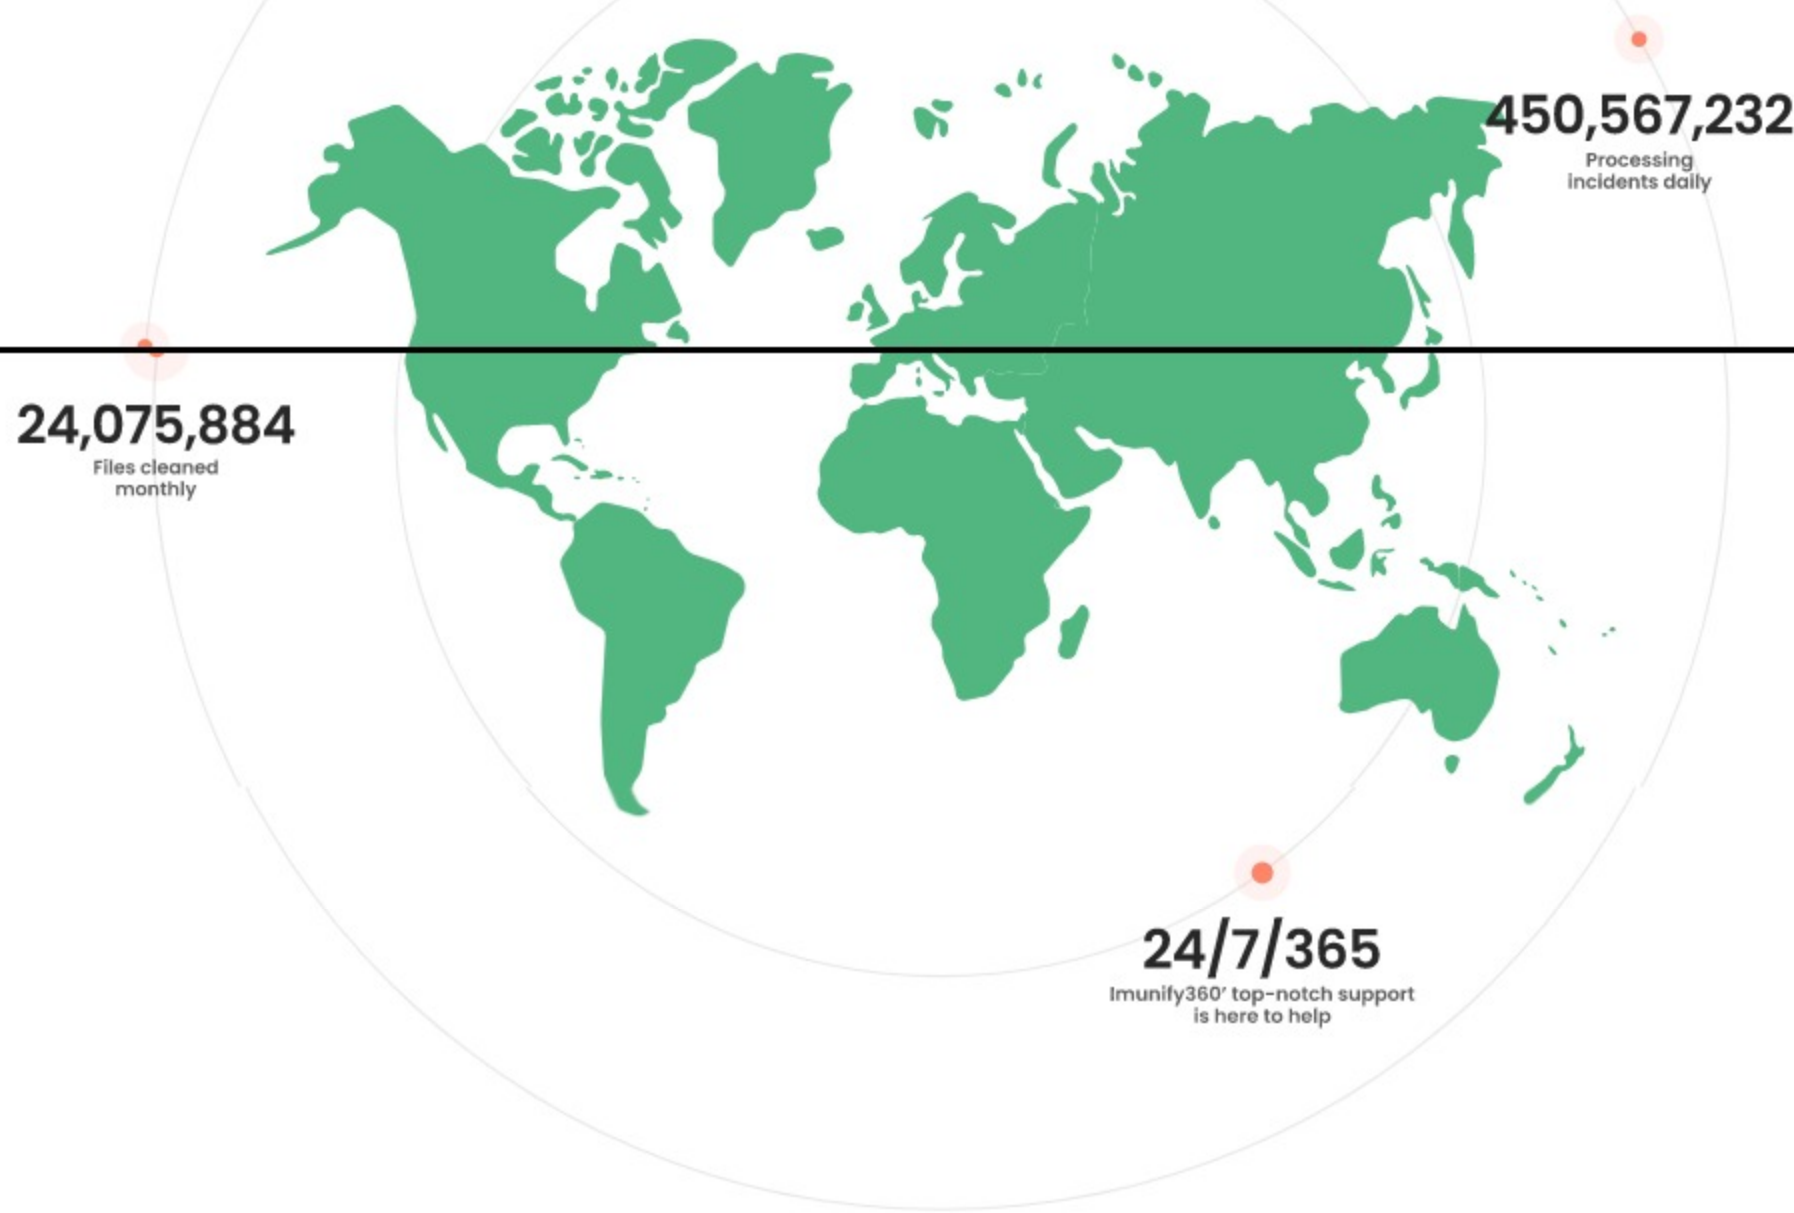 450,567,232
Processing
incidents daily
24,075,884
Files cleaned
monthly
24/7/365
Imunify360’ top-notch support
is here to help